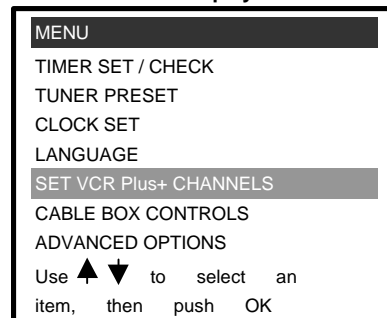 MENU
TIMER SET / CHECK
TUNER PRESET
CLOCK SET
LANGUAGE
SET VCR Plus+ CHANNELS
CABLE BOX CONTROLS
ADVANCED OPTIONS
Use ↑ ↓ to select an
item, then push OK